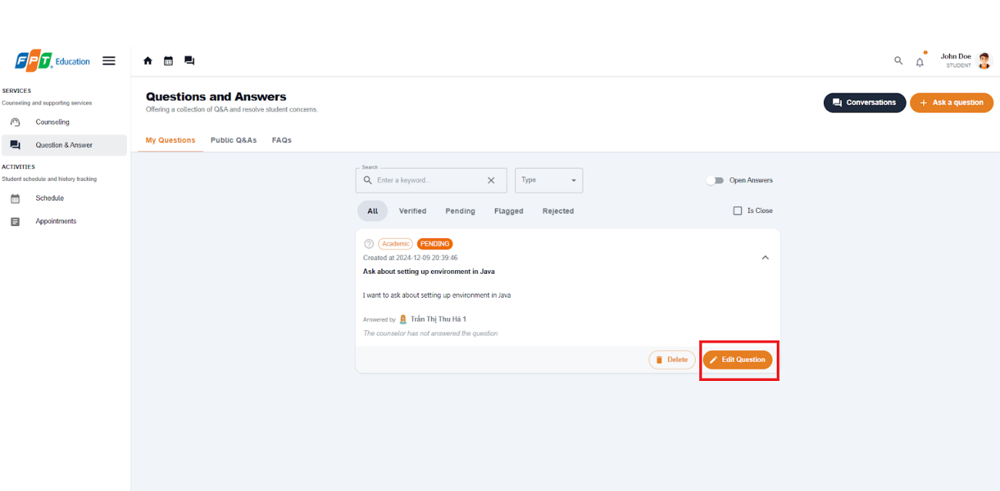 FPT Education
John Doe
STUDENT
SERVICES
Counseling and supporting services
Counseling
Question & Answer
ACTIVITIES
Student schedule and history tracking
Schedule
Appointments
Questions and Answers
Offering a collection of Q&A and resolve student concerns.
Conversations
+ Ask a question
My Questions Public Q&As FAQs
Search
Enter a keyword...
Type
Open Answers
All Verified Pending Flagged Rejected
Is Close
Academic PENDING
Created at 2024-12-09 20:39:46
Ask about setting up environment in Java
I want to ask about setting up environment in Java
Answered by Trần Thị Thu Hà 1
The counselor has not answered the question
Delete
Edit Question